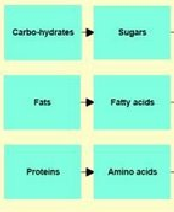 Carbo-hydrates
Sugars
Fats
Fatty acids
Proteins
Amino acids